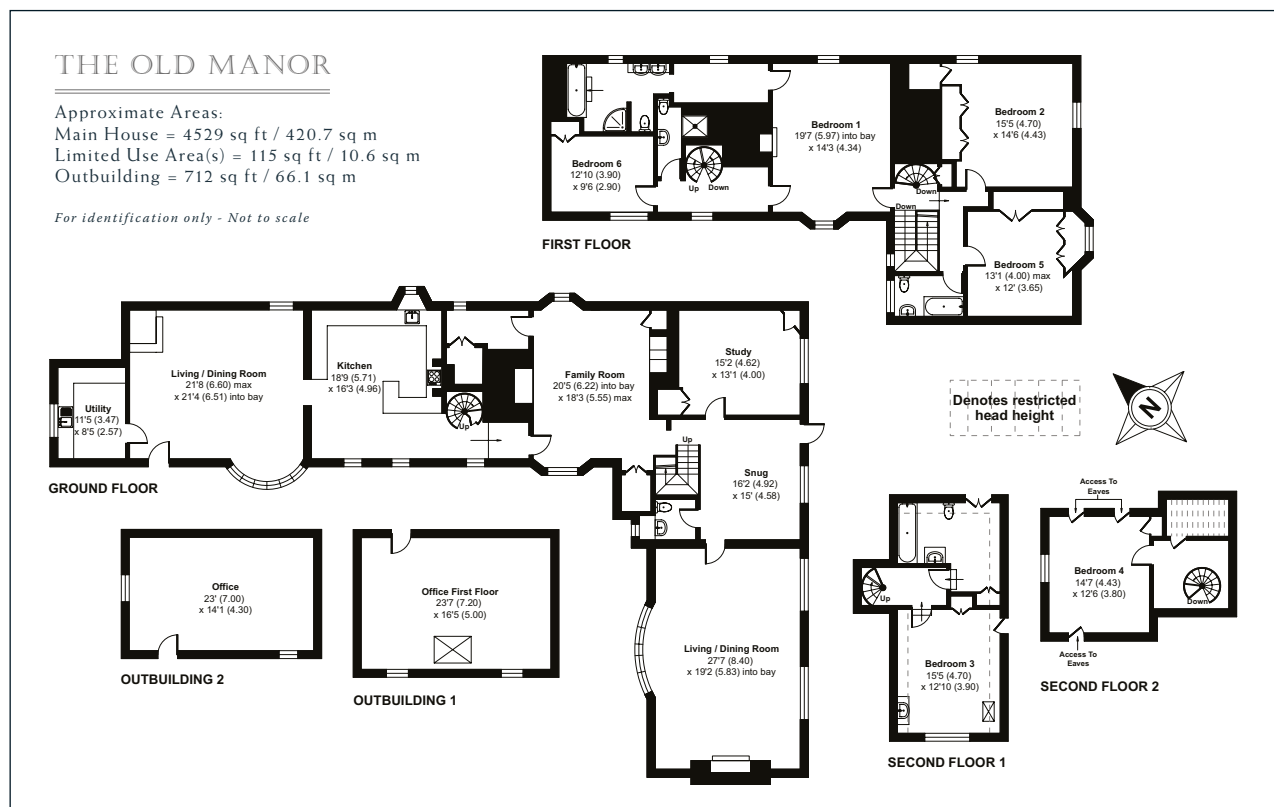 THE OLD MANOR
Approximate Areas:
Main House = 4529 sq ft / 420.7 sq m
Limited Use Area(s) = 115 sq ft / 10.6 sq m
Outbuilding = 712 sq ft / 66.1 sq m
For identification only - Not to scale
Bedroom 1
19'7 (5.97) into bay
x 14'3 (4.34)
Bedroom 2
15'5 (4.70)
x 14'6 (4.43)
Bedroom 6
12'10 (3.90)
x 9'6 (2.90)
Up
Down
Down
Down
Bedroom 5
13'1 (4.00) max
x 12' (3.65)
FIRST FLOOR
Living / Dining Room
21'8 (6.60) max
x 21'4 (6.51) into bay
Kitchen
18'9 (5.71)
x 16'3 (4.96)
Family Room
20'5 (6.22) into bay
x 18'3 (5.55) max
Study
15'2 (4.62)
x 13'1 (4.00)
Utility
11'5 (3.47)
x 8'5 (2.57)
Up
Up
Snug
16'2 (4.92)
x 15' (4.58)
GROUND FLOOR
Denotes restricted
head height
N
Office
23' (7.00)
x 14'1 (4.30)
OUTBUILDING 2
Office First Floor
23'7 (7.20)
x 16'5 (5.00)
OUTBUILDING 1
Living / Dining Room
27'7 (8.40)
x 19'2 (5.83) into bay
Up
Bedroom 3
15'5 (4.70)
x 12'10 (3.90)
SECOND FLOOR 1
Access To
Eaves
Bedroom 4
14'7 (4.43)
x 12'6 (3.80)
Down
Access To
Eaves
SECOND FLOOR 2